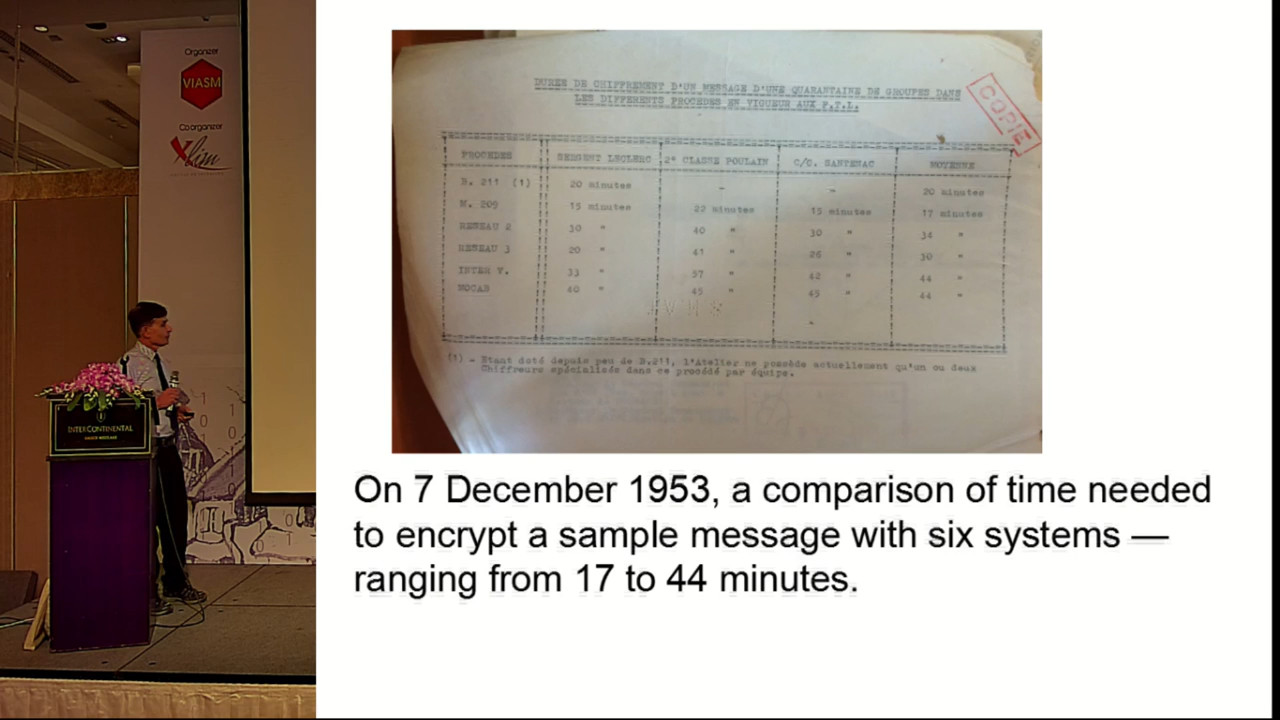 Organizer
VIASM
Coorganizer
Xlim
INTERCONTINENTAL
DUREE DE CHIFFREMENT D'UN MESSAGE D'UNE QUARANTAINE DE GROUPES DANS
LES DIFFERENTS PROCEDES EN VIGUEUR AUX F.T.L.
COPIE
PROCEDES SERGENT LECLERC 2° CLASSE POULAIN C/C. SANTENAC MOYENNE
B. 211 (1) 20 minutes - - 20 minutes
M. 209 15 minutes 22 minutes 15 minutes 17 minutes
RESEAU 2 30 " 40 " 30 " 34 "
RESEAU 3 20 " 41 " 26 " 30 "
INTER V. 33 " 57 " 42 " 44 "
MOCAB 40 " 45 " 45 " 44 "
(1) - Etant doté depuis peu de B.211, l'Atelier ne possède actuellement qu'un ou deux
Chiffreurs spécialisés dans ce procédé par équipe.
On 7 December 1953, a comparison of time needed
to encrypt a sample message with six systems —
ranging from 17 to 44 minutes.